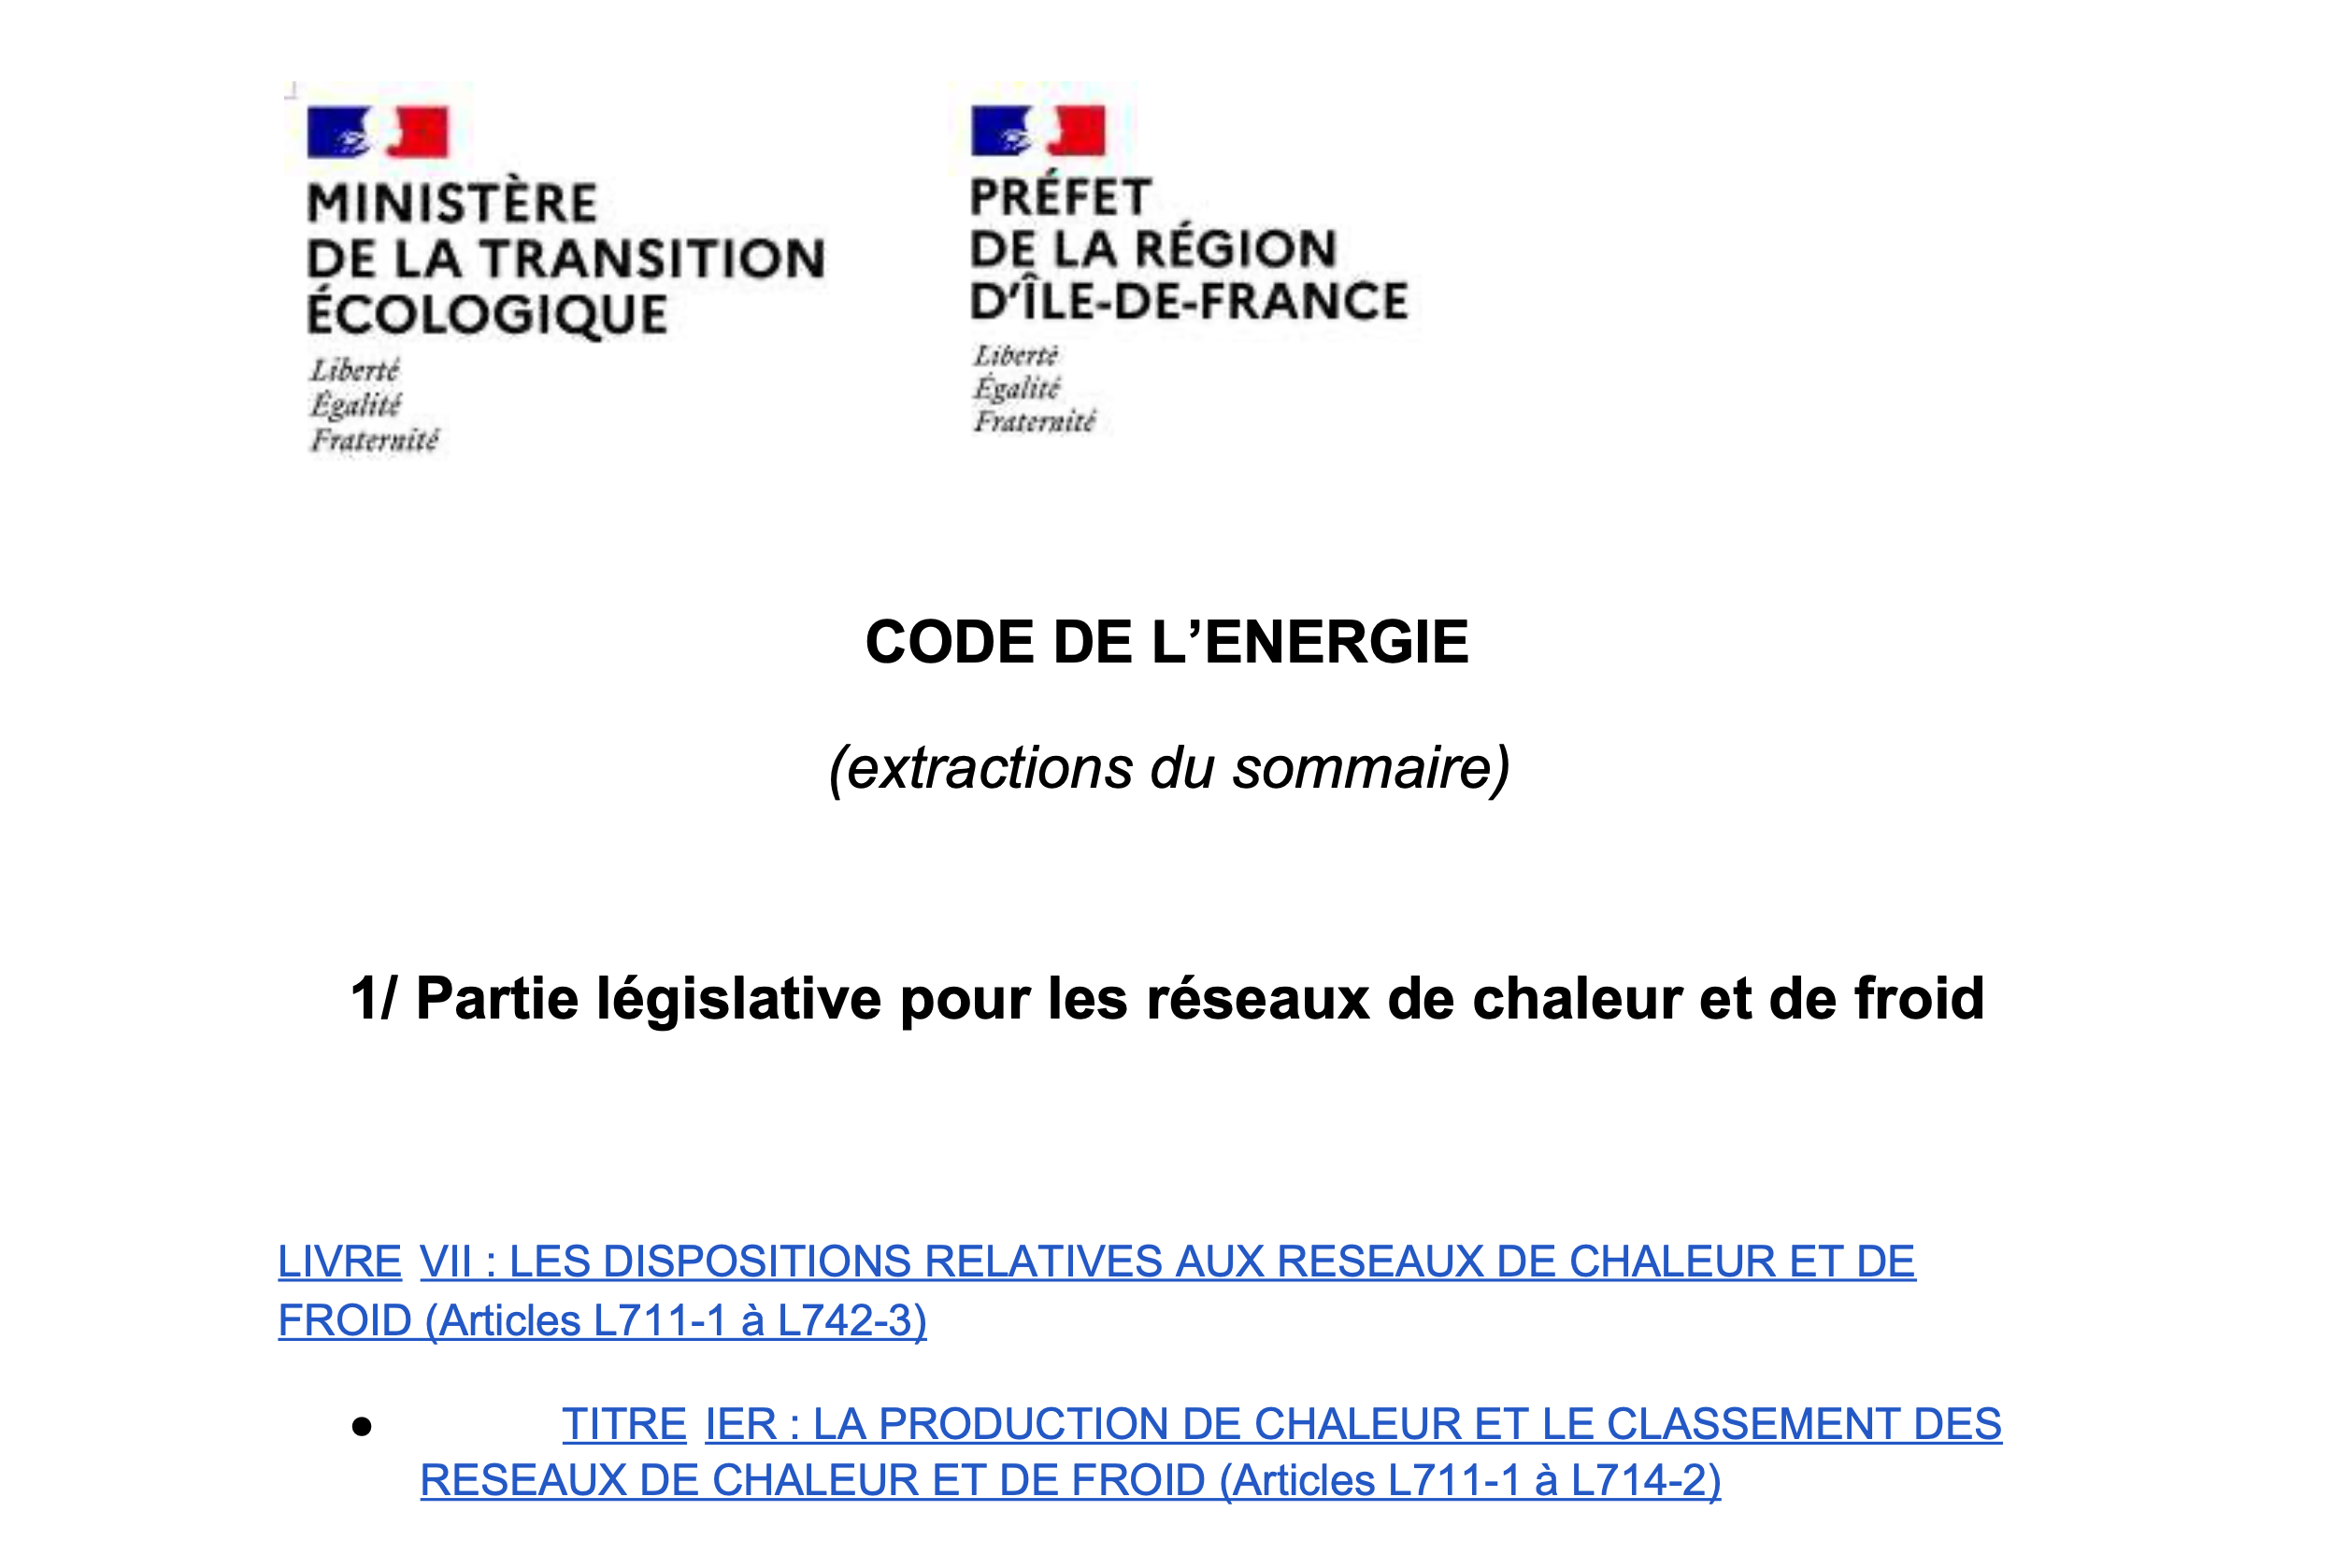 MINISTÈRE
DE LA TRANSITION
ÉCOLOGIQUE
Liberté
Égalité
Fraternité
PRÉFET
DE LA RÉGION
D'ÎLE-DE-FRANCE
Liberté
Égalité
Fraternité
CODE DE L’ENERGIE
(extractions du sommaire)
1/ Partie législative pour les réseaux de chaleur et de froid
LIVRE VII : LES DISPOSITIONS RELATIVES AUX RESEAUX DE CHALEUR ET DE
FROID (Articles L711-1 à L742-3)
● TITRE IER : LA PRODUCTION DE CHALEUR ET LE CLASSEMENT DES
RESEAUX DE CHALEUR ET DE FROID (Articles L711-1 à L714-2)